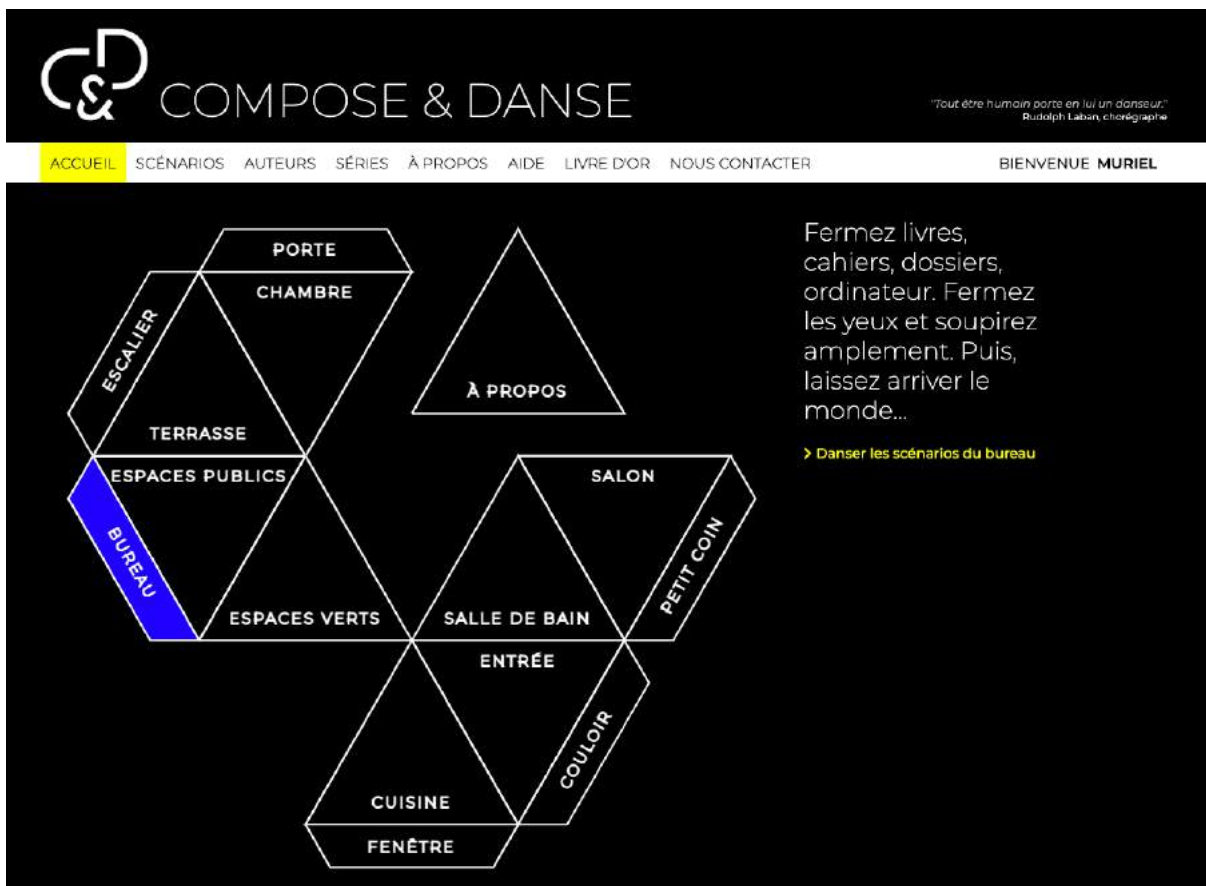 C&D COMPOSE & DANSE
"Tout être humain porte en lui un danseur."
Rudolph Laban, chorégraphe
ACCUEIL SCÉNARIOS AUTEURS SÉRIES À PROPOS AIDE LIVRE D'OR NOUS CONTACTER BIENVENUE MURIEL
PORTE
CHAMBRE
ESCALIER
TERRASSE
À PROPOS
ESPACES PUBLICS
BUREAU
ESPACES VERTS
SALON
PETIT COIN
SALLE DE BAIN
ENTRÉE
COULOIR
CUISINE
FENÊTRE
Fermez livres,
cahiers, dossiers,
ordinateur. Fermez
les yeux et soupirez
amplement. Puis,
laissez arriver le
monde...
> Danser les scénarios du bureau